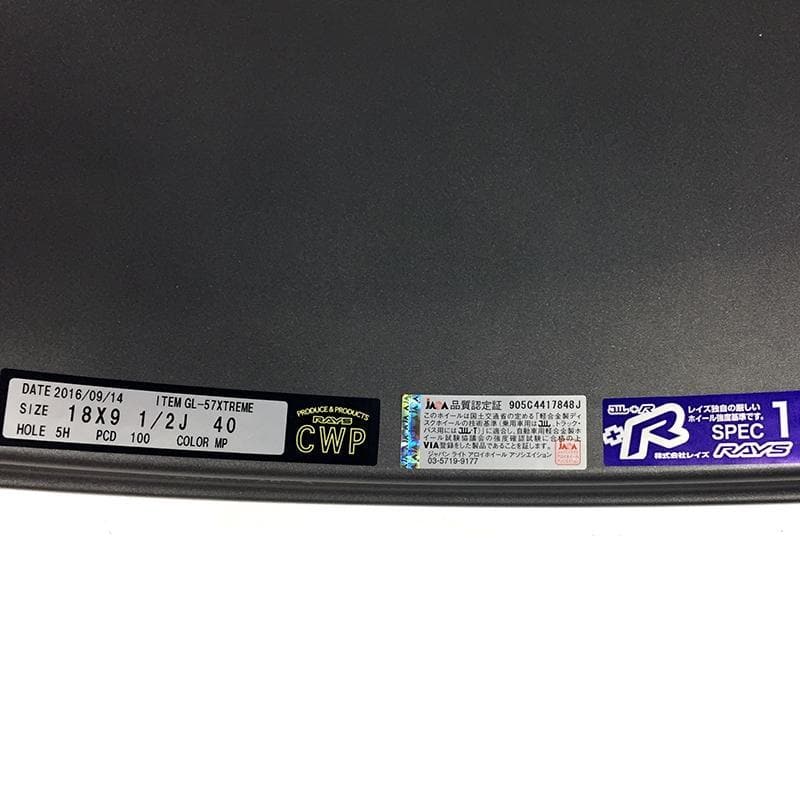 DATE 2016/09/14 ITEM GL-57XTREME
SIZE 18X9 1/2J 40
HOLE 5H PCD 100 COLOR MP
PRODUCE & PRODUCTS
RAYS
CWP
JAWA 品質認定証 905C4417848J
このホイールは国土交通省の定める「軽合金製ディ
スクホイールの技術基準(乗用車用はJWL、トラック・
バス用にはJWL-T)」に適合し、自動車用軽合金製ホ
イール試験協議会の強度確認試験に合格の上
VIA登録をした製品であることを証します。
ジャパン ライト アロイホイール アソシエイション
03-5719-9177
JWL+R
+R
株式会社レイズ
レイズ独自の厳しい
ホイール強度基準です。
SPEC 1
RAYS